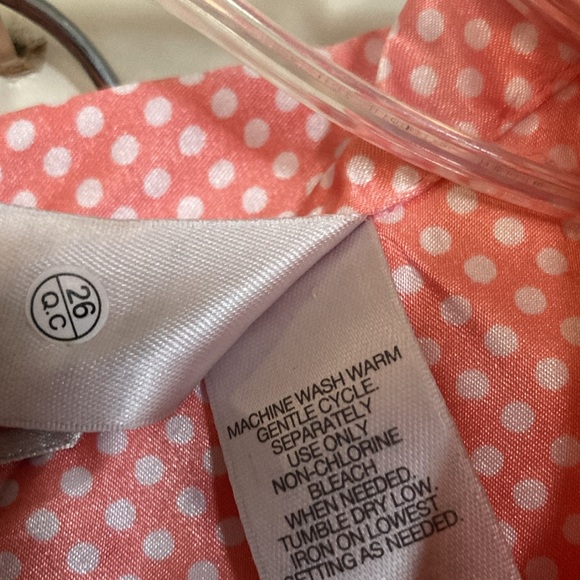 26
Q.C
MACHINE WASH WARM
GENTLE CYCLE.
SEPARATELY
USE ONLY
NON-CHLORINE
BLEACH
WHEN NEEDED.
TUMBLE DRY LOW.
IRON ON LOWEST
SETTING AS NEEDED.